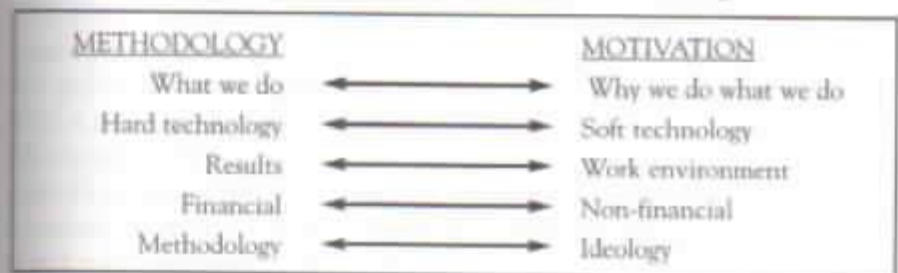 METHODOLOGY MOTIVATION
What we do Why we do what we do
Hard technology Soft technology
Results Work environment
Financial Non-financial
Methodology Ideology